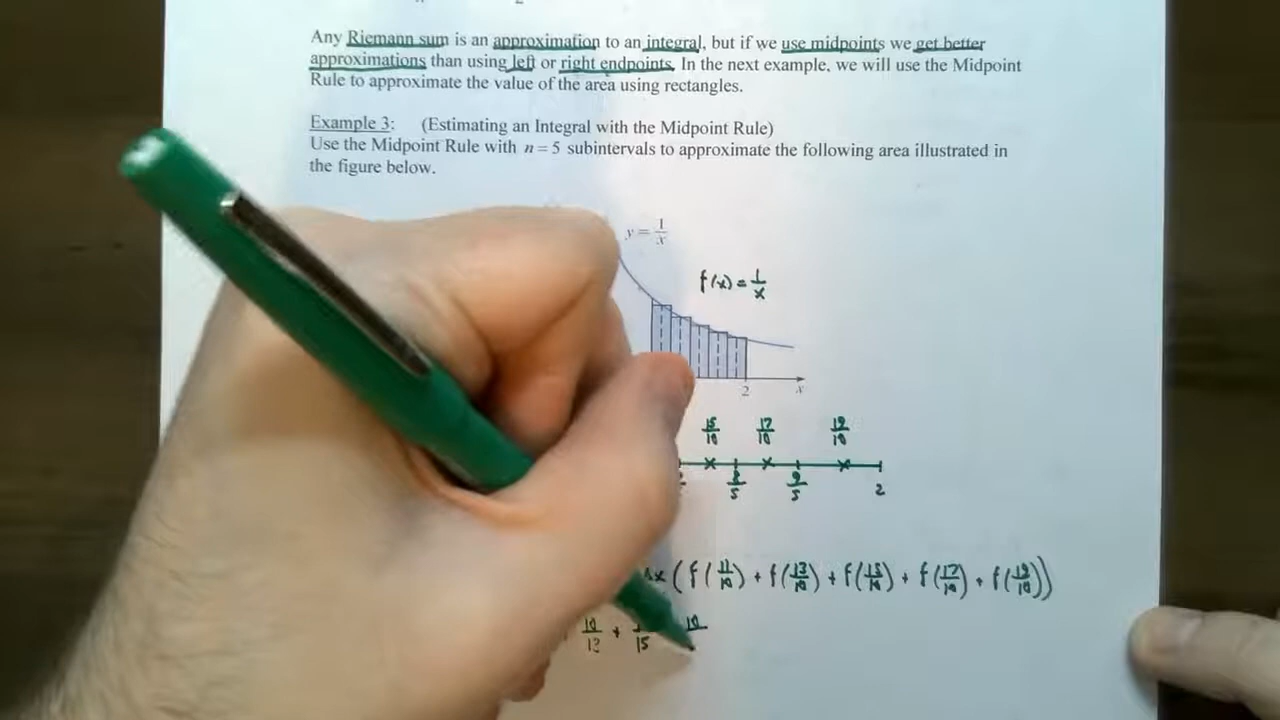 Any Riemann sum is an approximation to an integral, but if we use midpoints we get better
approximations than using left or right endpoints. In the next example, we will use the Midpoint
Rule to approximate the value of the area using rectangles.
Example 3: (Estimating an Integral with the Midpoint Rule)
Use the Midpoint Rule with n = 5 subintervals to approximate the following area illustrated in
the figure below.
y = 1/x
f(x) = 1/x
2 x
15/10 17/10 19/10
8/5 9/5 2
Δx (f(11/10) + f(13/10) + f(15/10) + f(17/10) + f(19/10))
10/13 + /15 10